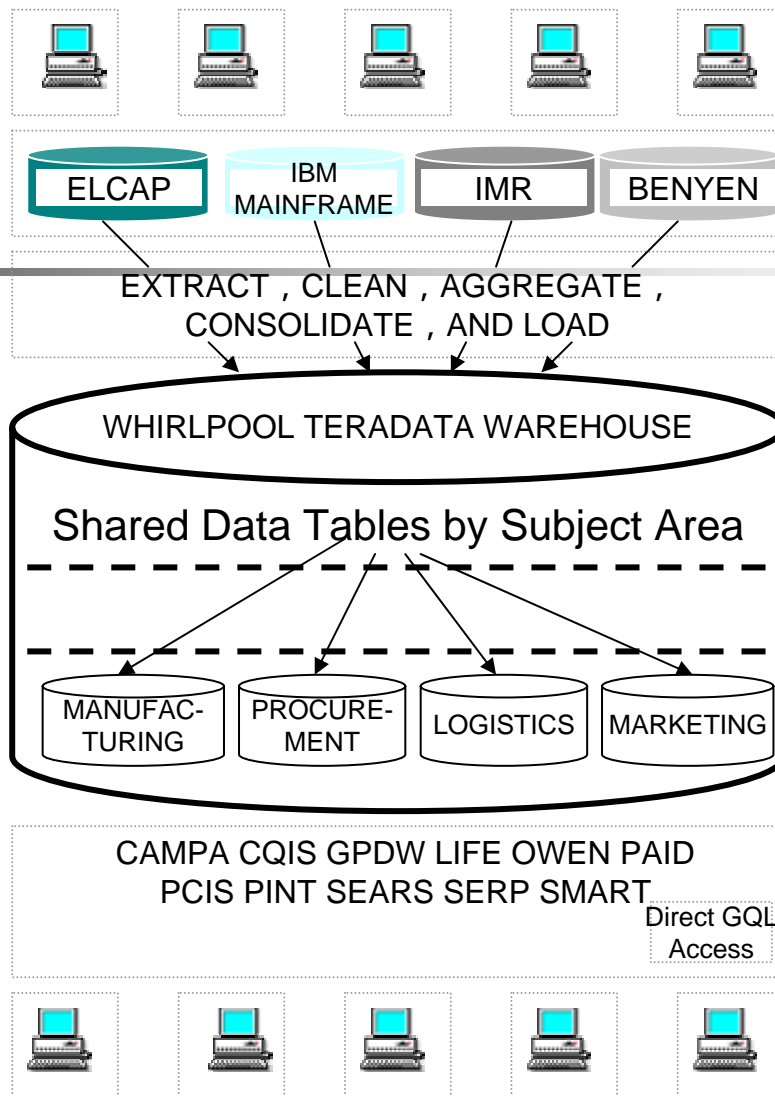 ELCAP
IBM
MAINFRAME
IMR
BENYEN
EXTRACT , CLEAN , AGGREGATE ,
CONSOLIDATE , AND LOAD
WHIRLPOOL TERADATA WAREHOUSE
Shared Data Tables by Subject Area
MANUFAC-
TURING
PROCURE-
MENT
LOGISTICS
MARKETING
CAMPA CQIS GPDW LIFE OWEN PAID
PCIS PINT SEARS SERP SMART
Direct GQL
Access